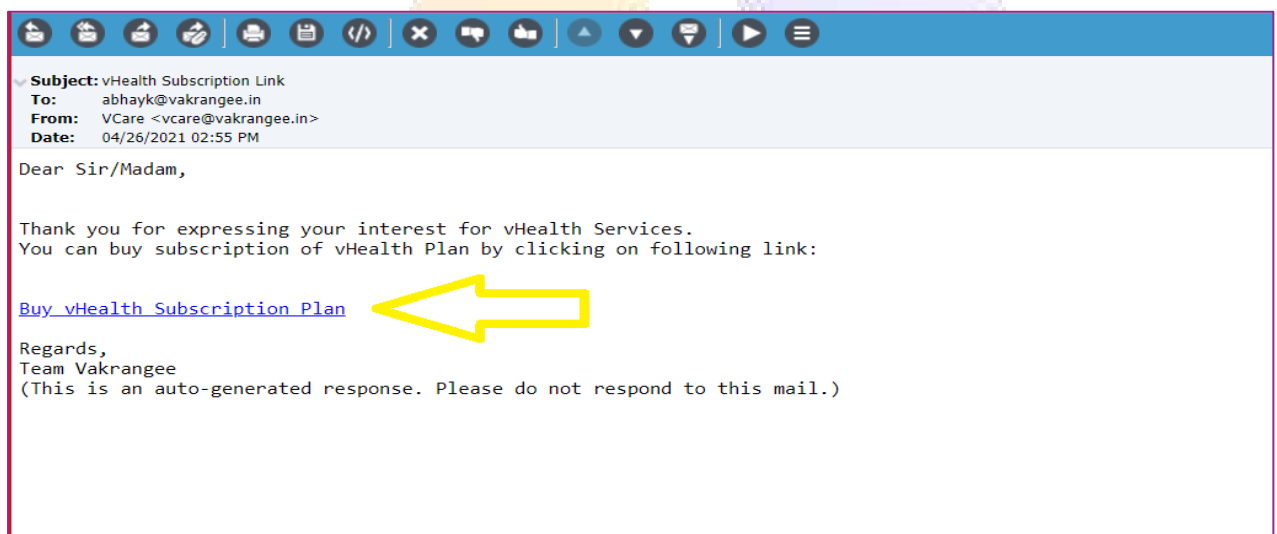 Subject: vHealth Subscription Link
To: abhayk@vakrangee.in
From: VCare <vcare@vakrangee.in>
Date: 04/26/2021 02:55 PM
Dear Sir/Madam,
Thank you for expressing your interest for vHealth Services.
You can buy subscription of vHealth Plan by clicking on following link:
Buy vHealth Subscription Plan
Regards,
Team Vakrangee
(This is an auto-generated response. Please do not respond to this mail.)